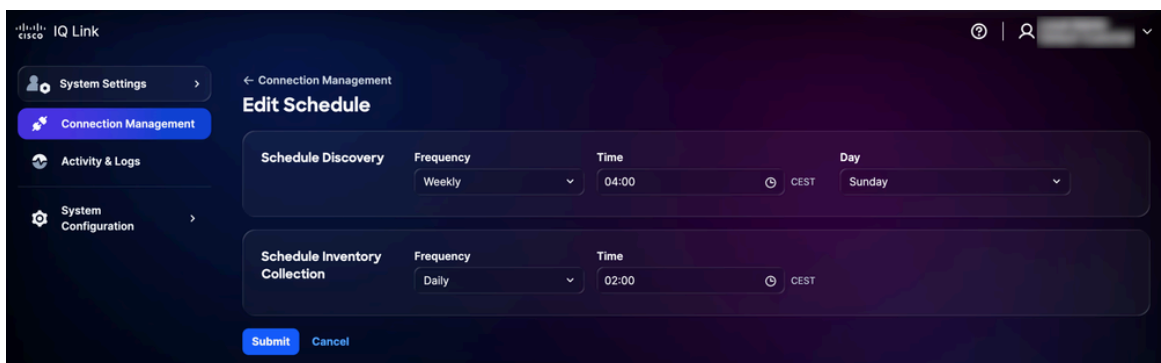 cisco IQ Link
System Settings
Connection Management
Activity & Logs
System
Configuration
← Connection Management
Edit Schedule
Schedule Discovery
Frequency
Weekly
Time
04:00
CEST
Day
Sunday
Schedule Inventory
Collection
Frequency
Daily
Time
02:00
CEST
Submit
Cancel